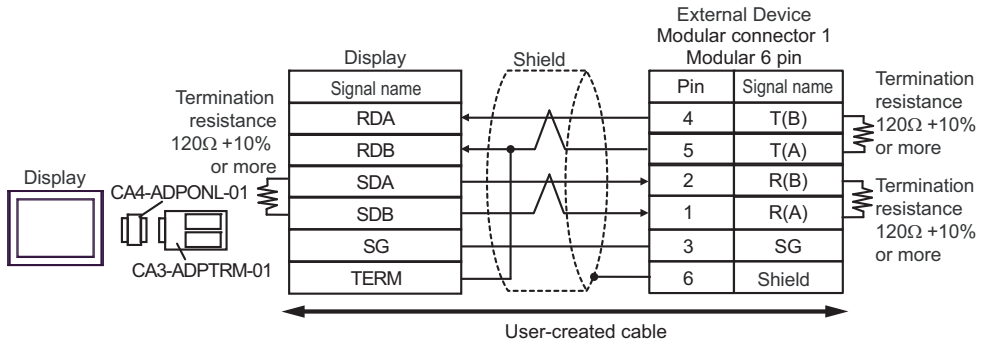 External Device
Modular connector 1
Modular 6 pin
Display
Shield
Signal name
Pin
Signal name
Termination
resistance
120Ω +10%
or more
RDA
4
T(B)
Termination
resistance
120Ω +10%
or more
RDB
5
T(A)
Display
CA4-ADPONL-01
CA3-ADPTRM-01
SDA
2
R(B)
SDB
1
R(A)
Termination
resistance
120Ω +10%
or more
SG
3
SG
TERM
6
Shield
User-created cable